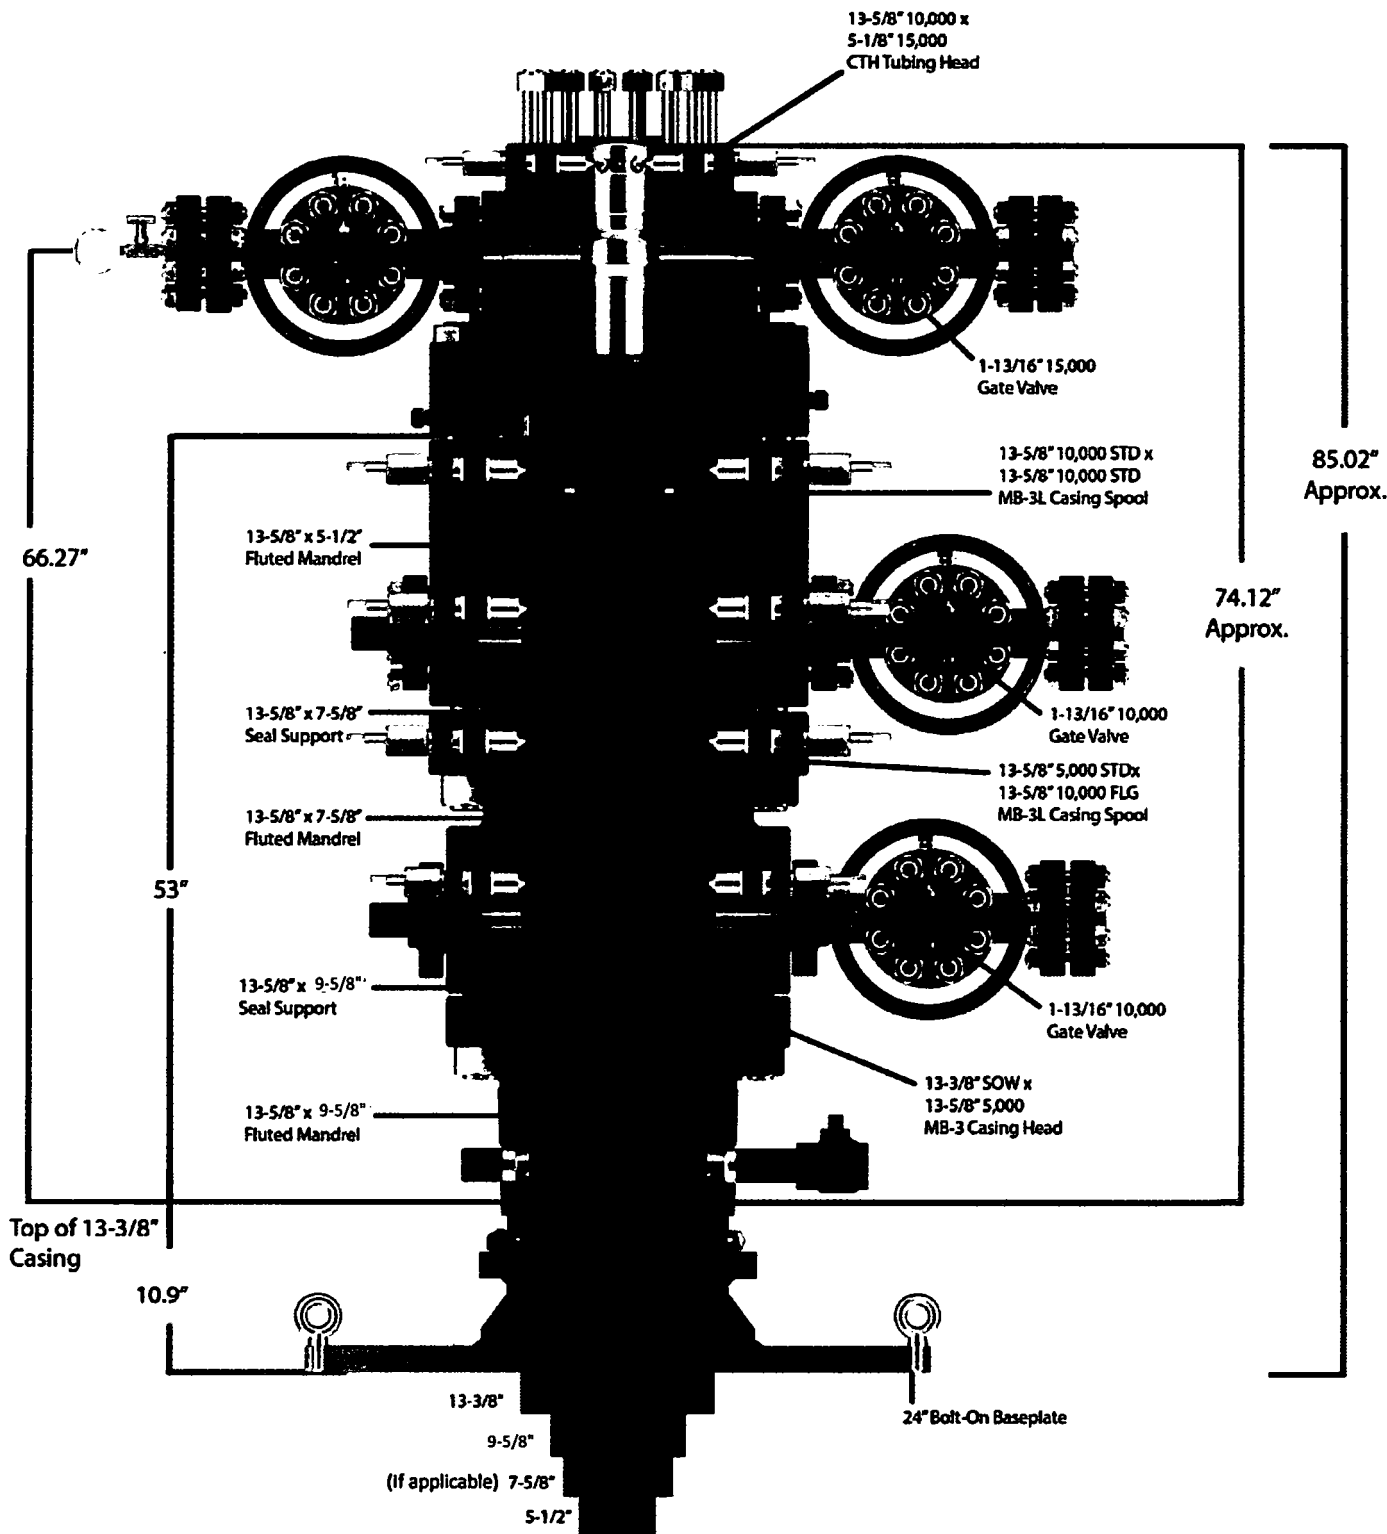 13-5/8" 10,000 x
5-1/8" 15,000
CTH Tubing Head
1-13/16" 15,000
Gate Valve
13-5/8" 10,000 STD x
13-5/8" 10,000 STD
MB-3L Casing Spool
85.02"
Approx.
66.27"
13-5/8" x 5-1/2"
Fluted Mandrel
74.12"
Approx.
13-5/8" x 7-5/8"
Seal Support
1-13/16" 10,000
Gate Valve
13-5/8" 5,000 STDx
13-5/8" 10,000 FLG
MB-3L Casing Spool
13-5/8" x 7-5/8"
Fluted Mandrel
53"
13-5/8" x 9-5/8"
Seal Support
1-13/16" 10,000
Gate Valve
13-3/8" SOW x
13-5/8" 5,000
MB-3 Casing Head
13-5/8" x 9-5/8"
Fluted Mandrel
Top of 13-3/8"
Casing
10.9"
13-3/8"
24" Bolt-On Baseplate
9-5/8"
(If applicable) 7-5/8"
5-1/2"